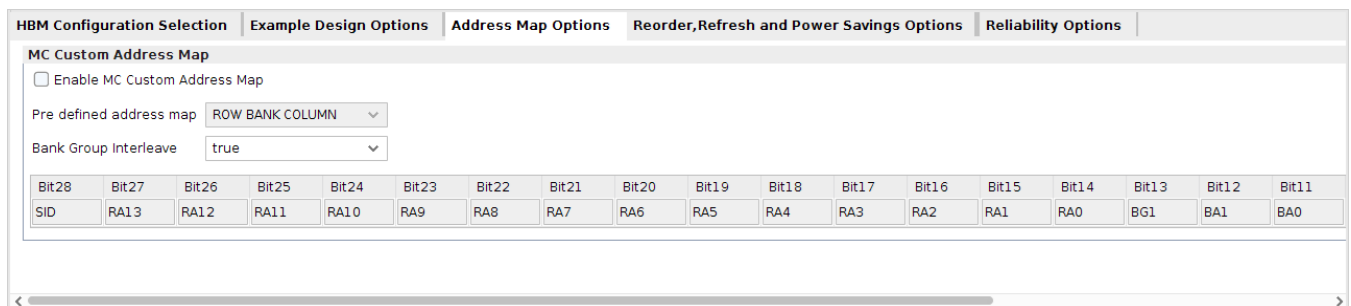 HBM Configuration Selection Example Design Options Address Map Options Reorder,Refresh and Power Savings Options Reliability Options
MC Custom Address Map
Enable MC Custom Address Map
Pre defined address map ROW BANK COLUMN
Bank Group Interleave true
Bit28 Bit27 Bit26 Bit25 Bit24 Bit23 Bit22 Bit21 Bit20 Bit19 Bit18 Bit17 Bit16 Bit15 Bit14 Bit13 Bit12 Bit11
SID RA13 RA12 RA11 RA10 RA9 RA8 RA7 RA6 RA5 RA4 RA3 RA2 RA1 RA0 BG1 BA1 BA0